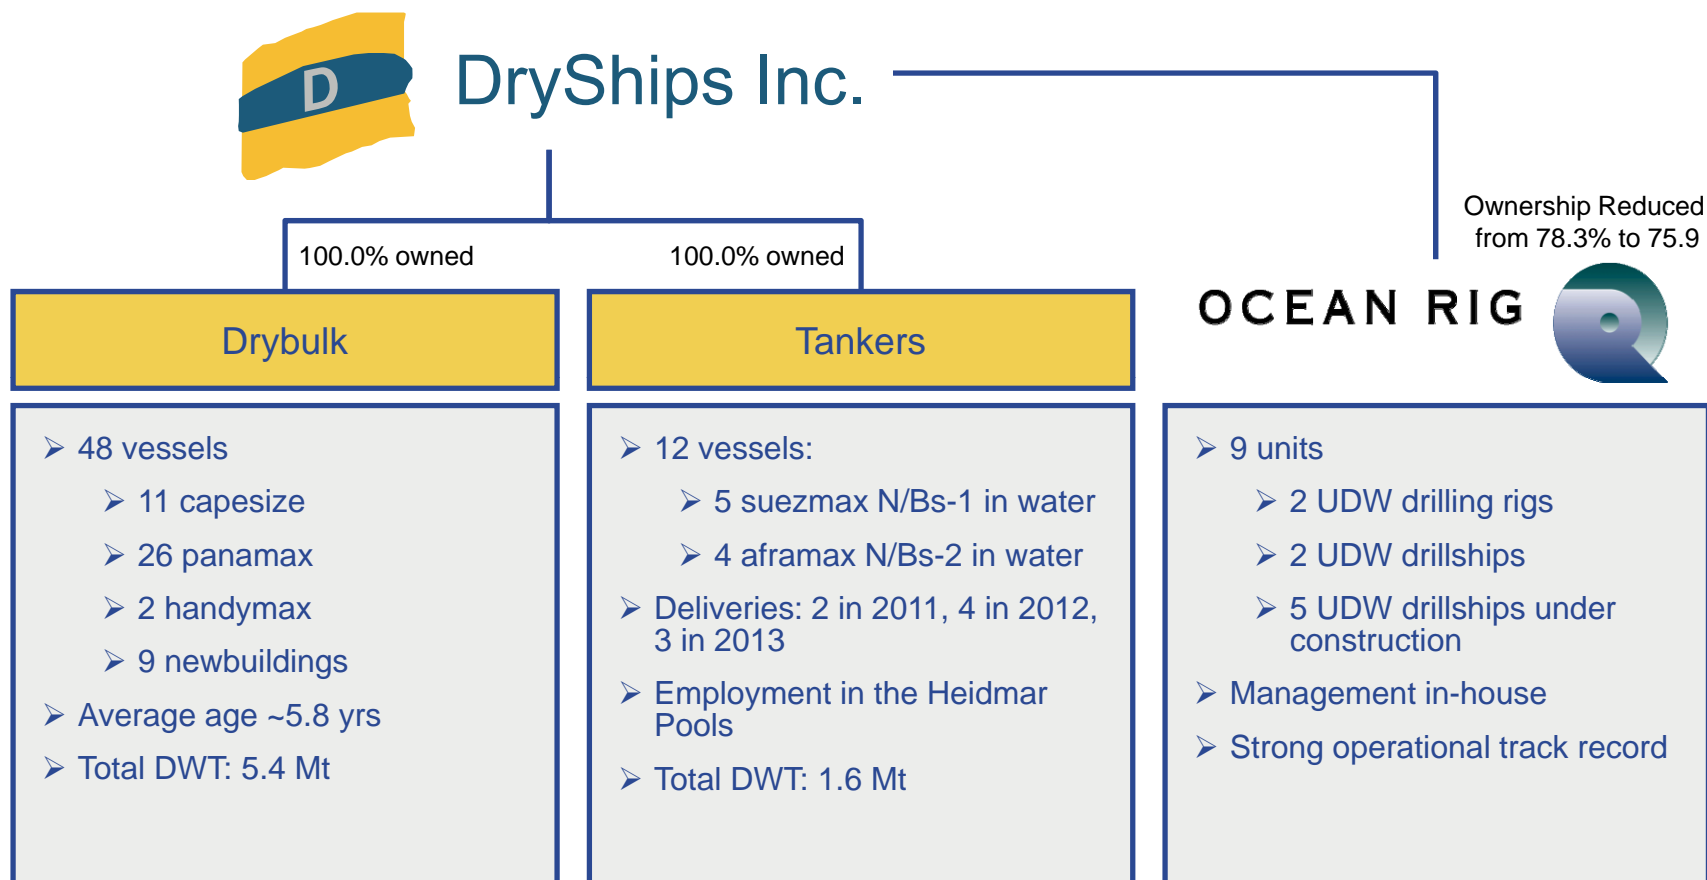 D
DryShips Inc.
Ownership Reduced
from 78.3% to 75.9
100.0% owned
100.0% owned
OCEAN RIG
Drybulk
Tankers
➢ 48 vessels
➢ 11 capesize
➢ 26 panamax
➢ 2 handymax
➢ 9 newbuildings
➢ Average age ~5.8 yrs
➢ Total DWT: 5.4 Mt
➢ 12 vessels:
➢ 5 suezmax N/Bs-1 in water
➢ 4 aframax N/Bs-2 in water
➢ Deliveries: 2 in 2011, 4 in 2012,
3 in 2013
➢ Employment in the Heidmar
Pools
➢ Total DWT: 1.6 Mt
➢ 9 units
➢ 2 UDW drilling rigs
➢ 2 UDW drillships
➢ 5 UDW drillships under
construction
➢ Management in-house
➢ Strong operational track record